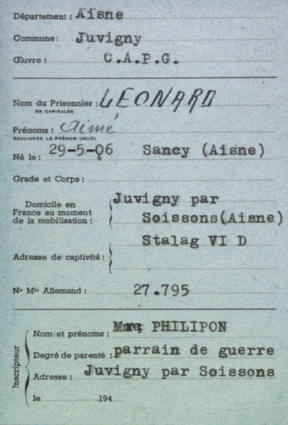 Département: Aisne
Commune: Juvigny
Œuvre: C.A.P.G.
Nom du Prisonnier: LEONARD
EN CAPITALES
Prénoms: Aimé
SOULIGNER LE PRÉNOM USUEL
Né le: 29-5-06 Sancy (Aisne)
Grade et Corps:
Domicile en France au moment de la mobilisation: Juvigny par
Soissons(Aisne)
Stalag VI D
Adresse de captivité:
No Mle Allemand: 27.795
Inscripteur
Nom et prénoms: PHILIPON
Degré de parenté: parrain de guerre
Adresse: Juvigny par Soissons
le 194